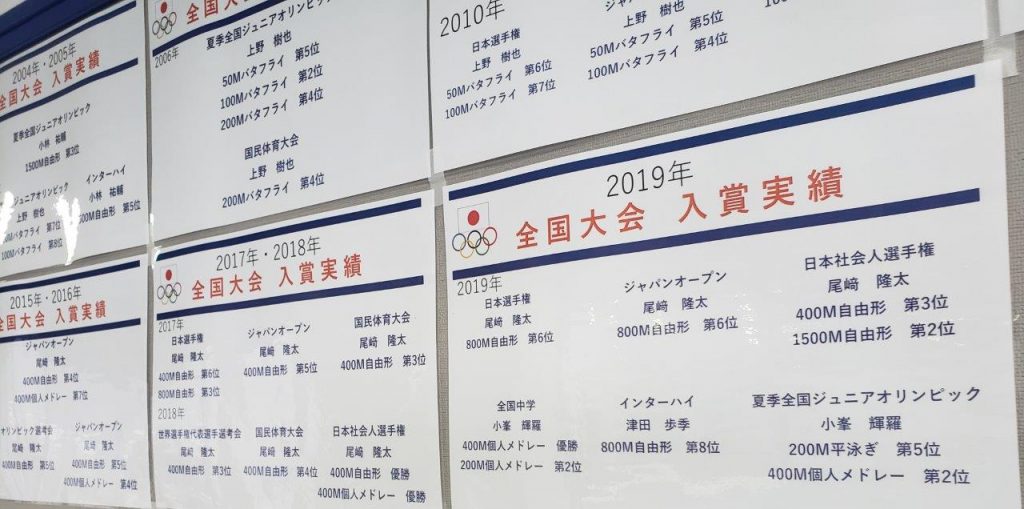 2004年・2005年
全国大会 入賞実績
夏季全国ジュニアオリンピック
小林 祐輔
1500M自由形 第3位
ジュニアオリンピック
上野 樹也
バタフライ 第7位
100Mバタフライ 第8位
インターハイ
小林 祐輔
自由形 第5位
全国大会
2006年
夏季全国ジュニアオリンピック
上野 樹也
50Mバタフライ 第5位
100Mバタフライ 第2位
200Mバタフライ 第4位
国民体育大会
上野 樹也
200Mバタフライ 第4位
2010年
日本選手権
上野 樹也
50Mバタフライ 第6位
100Mバタフライ 第7位
上野 樹也
50Mバタフライ 第5位
100Mバタフライ 第4位
第6位
2015年・2016年
全国大会 入賞実績
ジャパンオープン
尾﨑 隆太
400M自由形 第4位
400M個人メドレー 第7位
オリンピック選考会
尾﨑 隆太
自由形 第5位
ジャパンオープン
尾﨑 隆太
400M自由形 第5位
400M個人メドレー 第4位
2017年・2018年
全国大会 入賞実績
2017年
日本選手権
尾﨑 隆太
400M自由形 第6位
800M自由形 第3位
ジャパンオープン
尾﨑 隆太
400M自由形 第5位
国民体育大会
尾﨑 隆太
400M自由形 第3位
2018年
世界選手権代表選手選考会
尾﨑 隆太
400M自由形 第5位
国民体育大会
尾﨑 隆太
400M自由形 第4位
日本社会人選手権
尾﨑 隆太
400M自由形 優勝
400M個人メドレー 優勝
2019年
全国大会 入賞実績
2019年
日本選手権
尾﨑 隆太
800M自由形 第6位
ジャパンオープン
尾﨑 隆太
800M自由形 第6位
日本社会人選手権
尾﨑 隆太
400M自由形 第3位
1500M自由形 第2位
全国中学
小峯 輝羅
400M個人メドレー 優勝
200M個人メドレー 第2位
インターハイ
津田 歩季
800M自由形 第8位
夏季全国ジュニアオリンピック
小峯 輝羅
200M平泳ぎ 第5位
400M個人メドレー 第2位